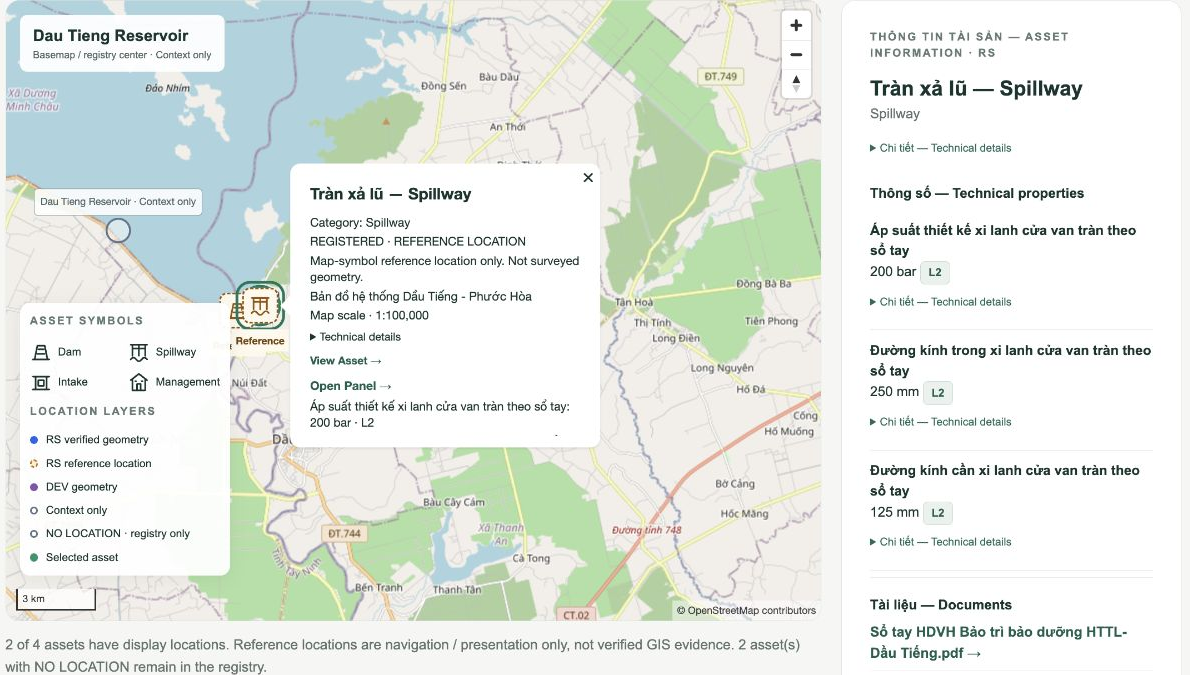 Dau Tieng Reservoir
Basemap / registry center · Context only
Xã Dương
Minh Châu
Đảo Nhím
Bàu Dầu
Đồng Sến
An Thới
ĐT.749
Dau Tieng Reservoir · Context only
Tràn xả lũ — Spillway
Category: Spillway
REGISTERED · REFERENCE LOCATION
Map-symbol reference location only. Not surveyed
geometry.
Bản đồ hệ thống Dầu Tiếng - Phước Hòa
Map scale · 1:100,000
Technical details
View Asset →
Open Panel →
Áp suất thiết kế xi lanh cửa van tràn theo sổ tay:
200 bar · L2
Reference
ASSET SYMBOLS
Dam
Spillway
Intake
Management
LOCATION LAYERS
RS verified geometry
RS reference location
DEV geometry
Context only
NO LOCATION · registry only
Selected asset
Núi Đất
Đồng Bà Ba
Tân Hoà
Thị Tính
Tiên Phong
Long Điền
Long Nguyên
Hố Đá
Cống
Hố Muống
Bờ Cảng
Hốc Măng
Bàu Cây Cám
Xã Thanh
An
ĐT.744
Đường tỉnh 748
Cà Tong
Tỉnh Tây Ninh
Bến Tranh
Thanh Tân
CT.02
3 km
© OpenStreetMap contributors
2 of 4 assets have display locations. Reference locations are navigation / presentation only, not verified GIS evidence. 2 asset(s)
with NO LOCATION remain in the registry.
THÔNG TIN TÀI SẢN — ASSET
INFORMATION · RS
Tràn xả lũ — Spillway
Spillway
Chi tiết — Technical details
Thông số — Technical properties
Áp suất thiết kế xi lanh cửa van tràn theo
sổ tay
200 bar L2
Chi tiết — Technical details
Đường kính trong xi lanh cửa van tràn theo
sổ tay
250 mm L2
Chi tiết — Technical details
Đường kính cần xi lanh cửa van tràn theo
sổ tay
125 mm L2
Chi tiết — Technical details
Tài liệu — Documents
Sổ tay HDVH Bảo trì bảo dưỡng HTTL-
Dầu Tiếng.pdf →